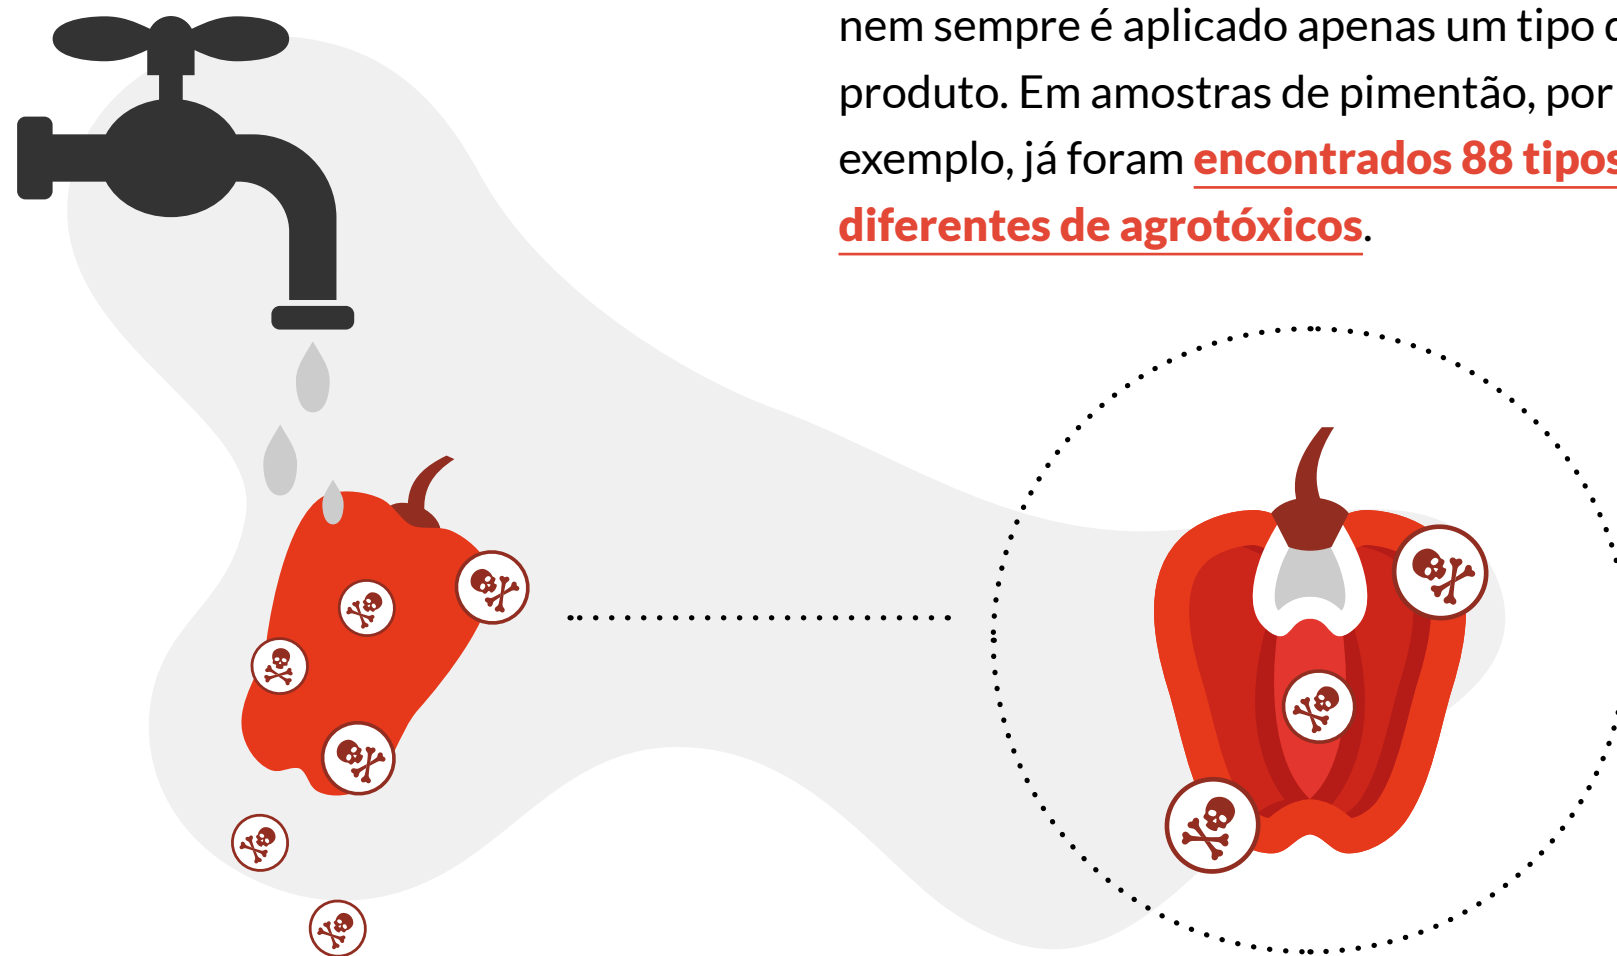 nem sempre é aplicado apenas um tipo
produto. Em amostras de pimentão, por
exemplo, já foram encontrados 88 tipos
diferentes de agrotóxicos.